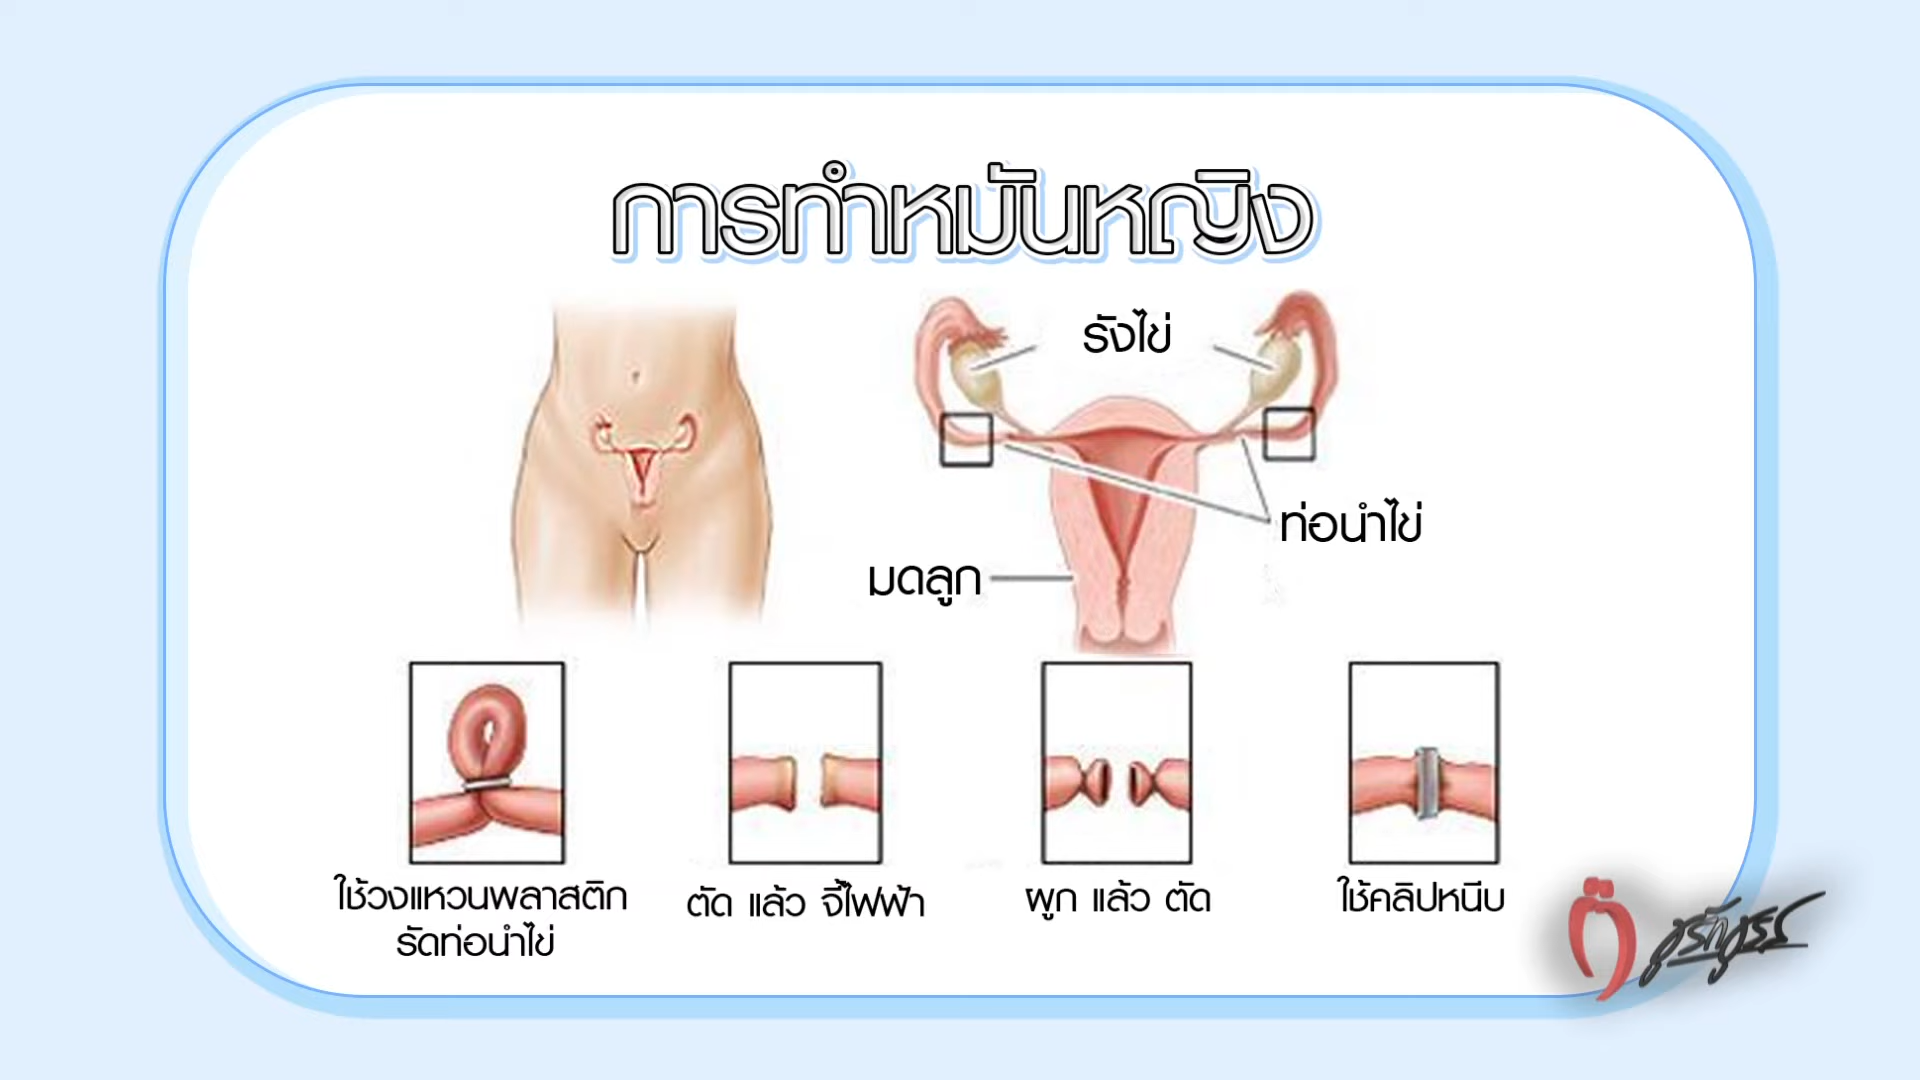 การทำหมันหญิง
รังไข่
ท่อนำไข่
มดลูก
ใช้วงแหวนพลาสติก
รัดท่อนำไข่
ตัด แล้ว จี้ไฟฟ้า
ผูก แล้ว ตัด
ใช้คลิปหนีบ